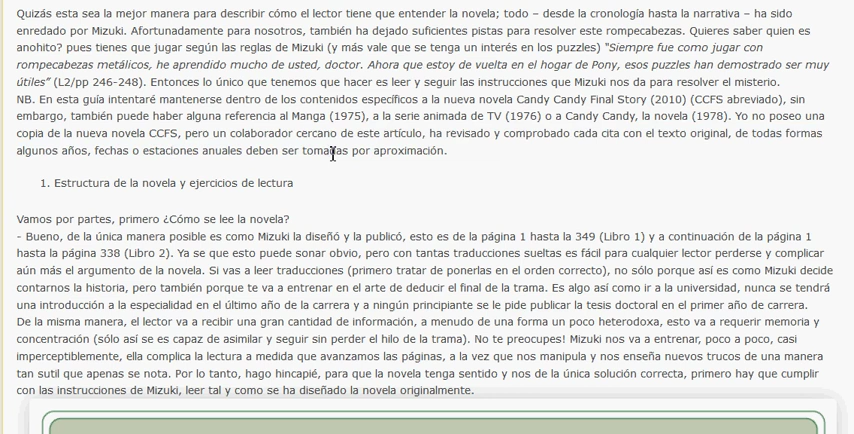 Quizás esta sea la mejor manera para describir cómo el lector tiene que entender la novela; todo – desde la cronología hasta la narrativa – ha sido
enredado por Mizuki. Afortunadamente para nosotros, también ha dejado suficientes pistas para resolver este rompecabezas. Quieres saber quien es
anohito? pues tienes que jugar según las reglas de Mizuki (y más vale que se tenga un interés en los puzzles) “Siempre fue como jugar con
rompecabezas metálicos, he aprendido mucho de usted, doctor. Ahora que estoy de vuelta en el hogar de Pony, esos puzzles han demostrado ser muy
útiles” (L2/pp 246-248). Entonces lo único que tenemos que hacer es leer y seguir las instrucciones que Mizuki nos da para resolver el misterio.
NB. En esta guía intentaré mantenerse dentro de los contenidos específicos a la nueva novela Candy Candy Final Story (2010) (CCFS abreviado), sin
embargo, también puede haber alguna referencia al Manga (1975), a la serie animada de TV (1976) o a Candy Candy, la novela (1978). Yo no poseo una
copia de la nueva novela CCFS, pero un colaborador cercano de este artículo, ha revisado y comprobado cada cita con el texto original, de todas formas
algunos años, fechas o estaciones anuales deben ser tomadas por aproximación.
1. Estructura de la novela y ejercicios de lectura
Vamos por partes, primero ¿Cómo se lee la novela?
- Bueno, de la única manera posible es como Mizuki la diseñó y la publicó, esto es de la página 1 hasta la 349 (Libro 1) y a continuación de la página 1
hasta la página 338 (Libro 2). Ya se que esto puede sonar obvio, pero con tantas traducciones sueltas es fácil para cualquier lector perderse y complicar
aún más el argumento de la novela. Si vas a leer traducciones (primero tratar de ponerlas en el orden correcto), no sólo porque así es como Mizuki decide
contarnos la historia, pero también porque te va a entrenar en el arte de deducir el final de la trama. Es algo así como ir a la universidad, nunca se tendrá
una introducción a la especialidad en el último año de la carrera y a ningún principiante se le pide publicar la tesis doctoral en el primer año de carrera.
De la misma manera, el lector va a recibir una gran cantidad de información, a menudo de una forma un poco heterodoxa, esto va a requerir memoria y
concentración (sólo así se es capaz de asimilar y seguir sin perder el hilo de la trama). No te preocupes! Mizuki nos va a entrenar, poco a poco, casi
imperceptiblemente, ella complica la lectura a medida que avanzamos las páginas, a la vez que nos manipula y nos enseña nuevos trucos de una manera
tan sutil que apenas se nota. Por lo tanto, hago hincapié, para que la novela tenga sentido y nos de la única solución correcta, primero hay que cumplir
con las instrucciones de Mizuki, leer tal y como se ha diseñado la novela originalmente.